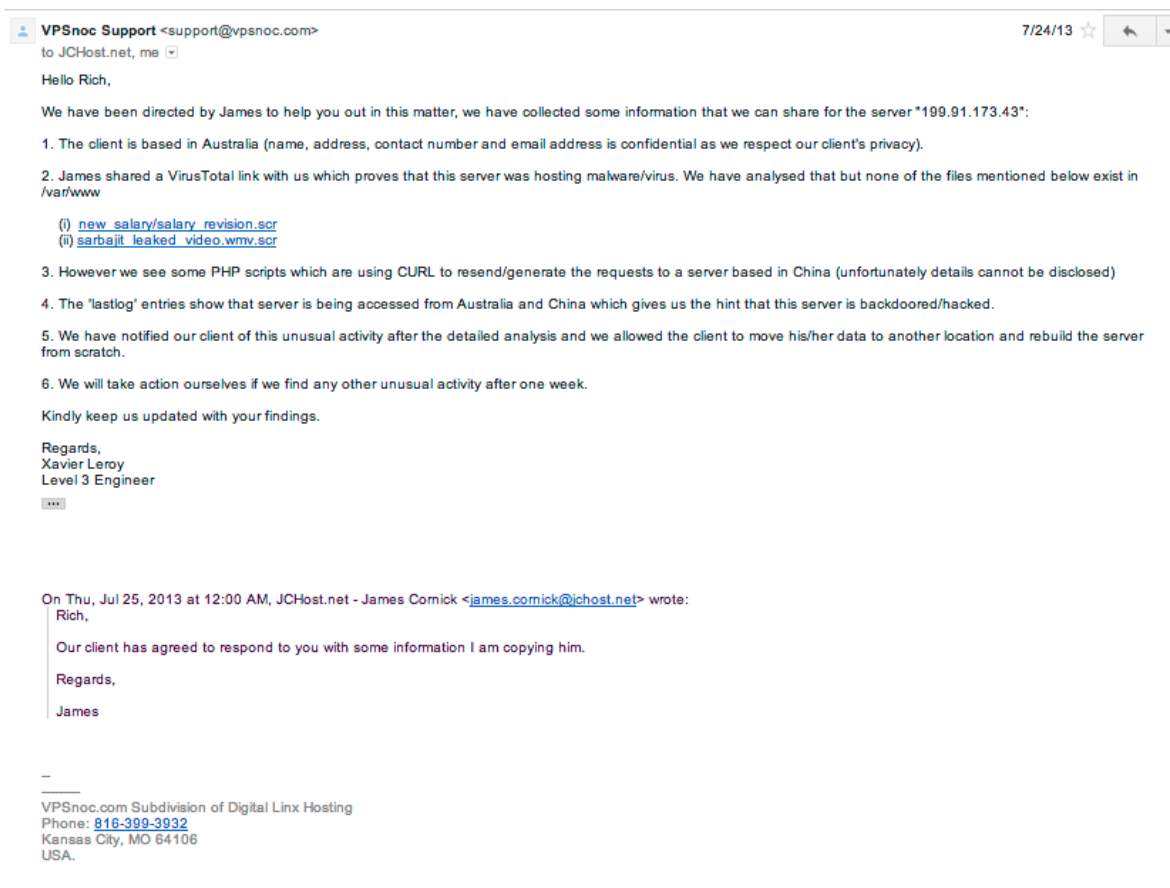 VPSnoc Support <support@vpsnoc.com>
7/24/13
to JCHost.net, me
Hello Rich,
We have been directed by James to help you out in this matter, we have collected some information that we can share for the server "199.91.173.43":
1. The client is based in Australia (name, address, contact number and email address is confidential as we respect our client's privacy).
2. James shared a VirusTotal link with us which proves that this server was hosting malware/virus. We have analysed that but none of the files mentioned below exist in
/var/www
(i) new_salary/salary_revision.scr
(ii) sarbajit_leaked_video.wmv.scr
3. However we see some PHP scripts which are using CURL to resend/generate the requests to a server based in China (unfortunately details cannot be disclosed)
4. The 'lastlog' entries show that server is being accessed from Australia and China which gives us the hint that this server is backdoored/hacked.
5. We have notified our client of this unusual activity after the detailed analysis and we allowed the client to move his/her data to another location and rebuild the server
from scratch.
6. We will take action ourselves if we find any other unusual activity after one week.
Kindly keep us updated with your findings.
Regards,
Xavier Leroy
Level 3 Engineer
On Thu, Jul 25, 2013 at 12:00 AM, JCHost.net - James Cornick <james.cornick@jchost.net> wrote:
Rich,
Our client has agreed to respond to you with some information I am copying him.
Regards,
James
--
VPSnoc.com Subdivision of Digital Linx Hosting
Phone: 816-399-3932
Kansas City, MO 64106
USA.